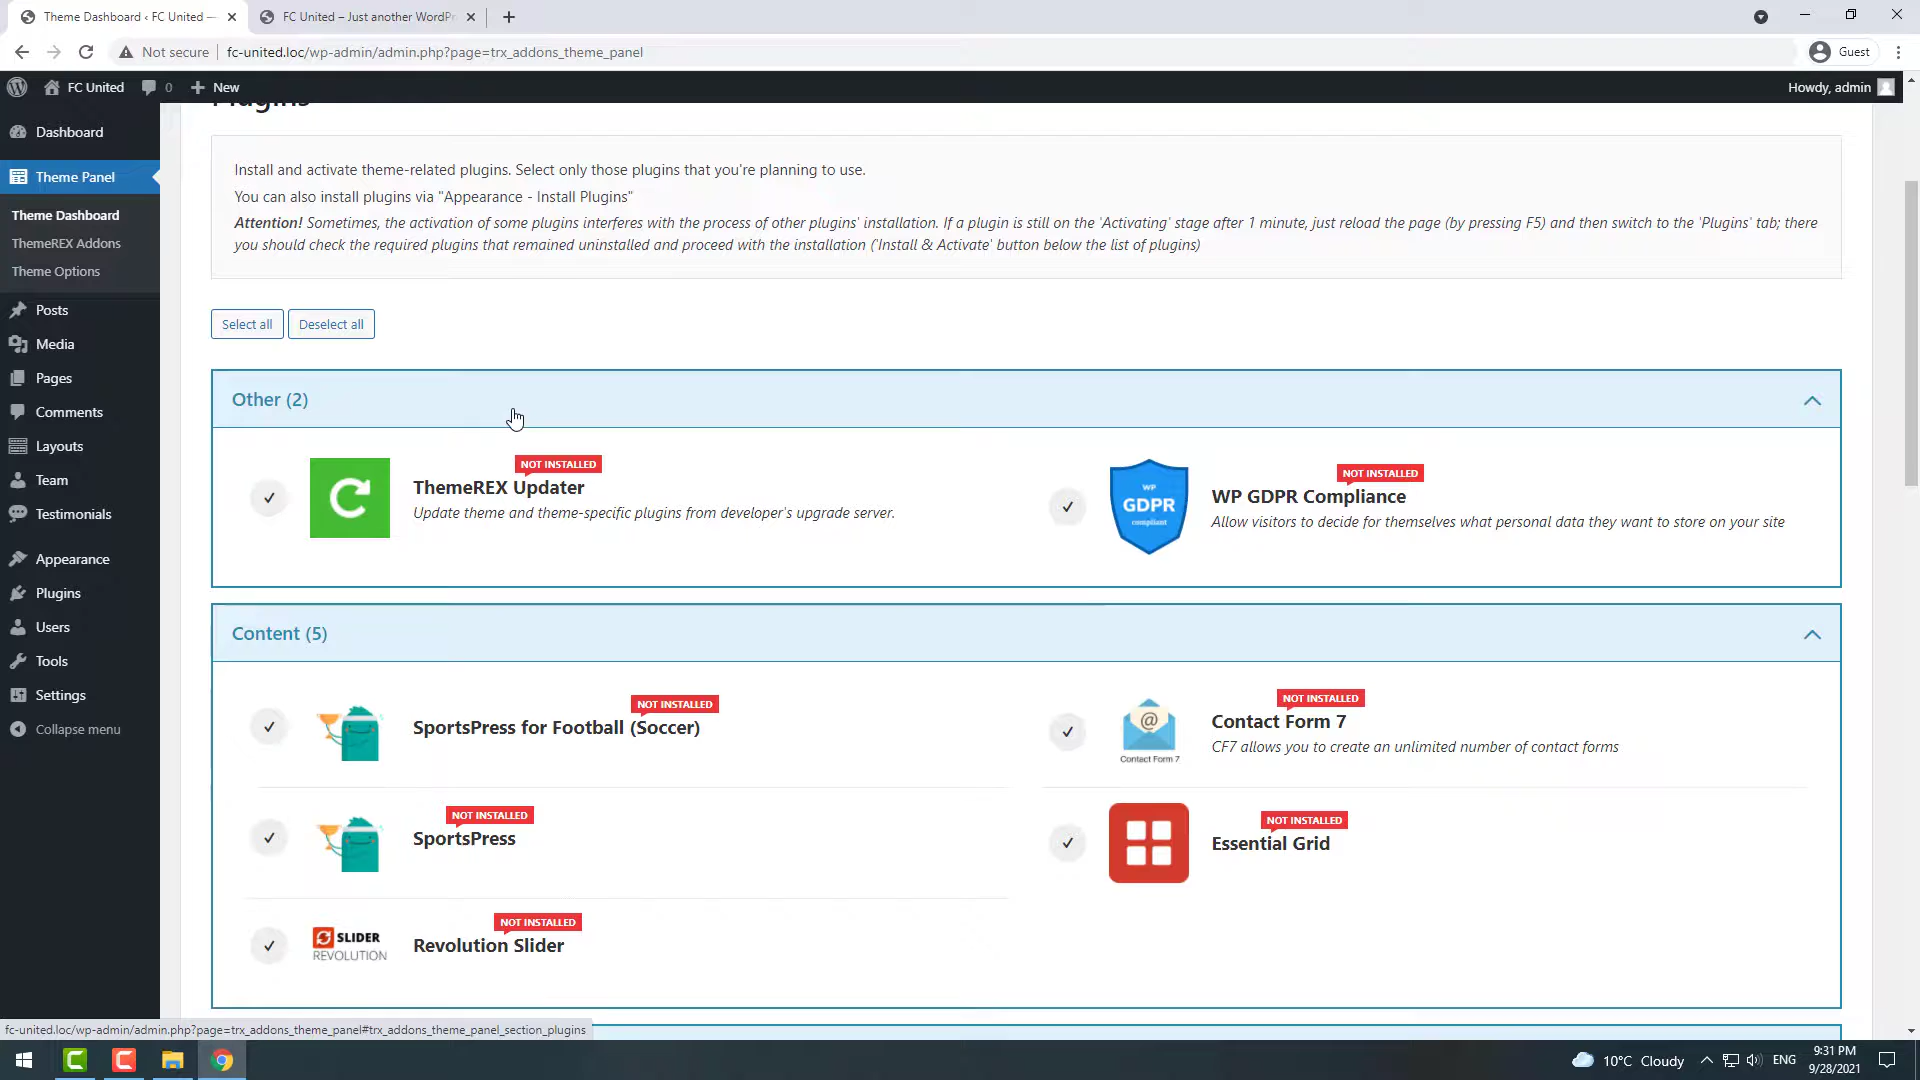 Theme Dashboard ‹ FC United —
FC United – Just another WordPr
Not secure
fc-united.loc/wp-admin/admin.php?page=trx_addons_theme_panel
Guest
FC United
0
New
Howdy, admin
Dashboard
Theme Panel
Theme Dashboard
ThemeREX Addons
Theme Options
Posts
Media
Pages
Comments
Layouts
Team
Testimonials
Appearance
Plugins
Users
Tools
Settings
Collapse menu
Plugins
Install and activate theme-related plugins. Select only those plugins that you're planning to use.
You can also install plugins via "Appearance - Install Plugins"
Attention! Sometimes, the activation of some plugins interferes with the process of other plugins' installation. If a plugin is still on the 'Activating' stage after 1 minute, just reload the page (by pressing F5) and then switch to the 'Plugins' tab; there
you should check the required plugins that remained uninstalled and proceed with the installation ('Install & Activate' button below the list of plugins)
Select all
Deselect all
Other (2)
NOT INSTALLED
ThemeREX Updater
Update theme and theme-specific plugins from developer's upgrade server.
WP
GDPR
compliant
NOT INSTALLED
WP GDPR Compliance
Allow visitors to decide for themselves what personal data they want to store on your site
Content (5)
NOT INSTALLED
SportsPress for Football (Soccer)
@
Contact Form 7
NOT INSTALLED
Contact Form 7
CF7 allows you to create an unlimited number of contact forms
NOT INSTALLED
SportsPress
NOT INSTALLED
Essential Grid
SLIDER
REVOLUTION
NOT INSTALLED
Revolution Slider
fc-united.loc/wp-admin/admin.php?page=trx_addons_theme_panel#trx_addons_theme_panel_section_plugins
10°C Cloudy
ENG
9:31 PM
9/28/2021